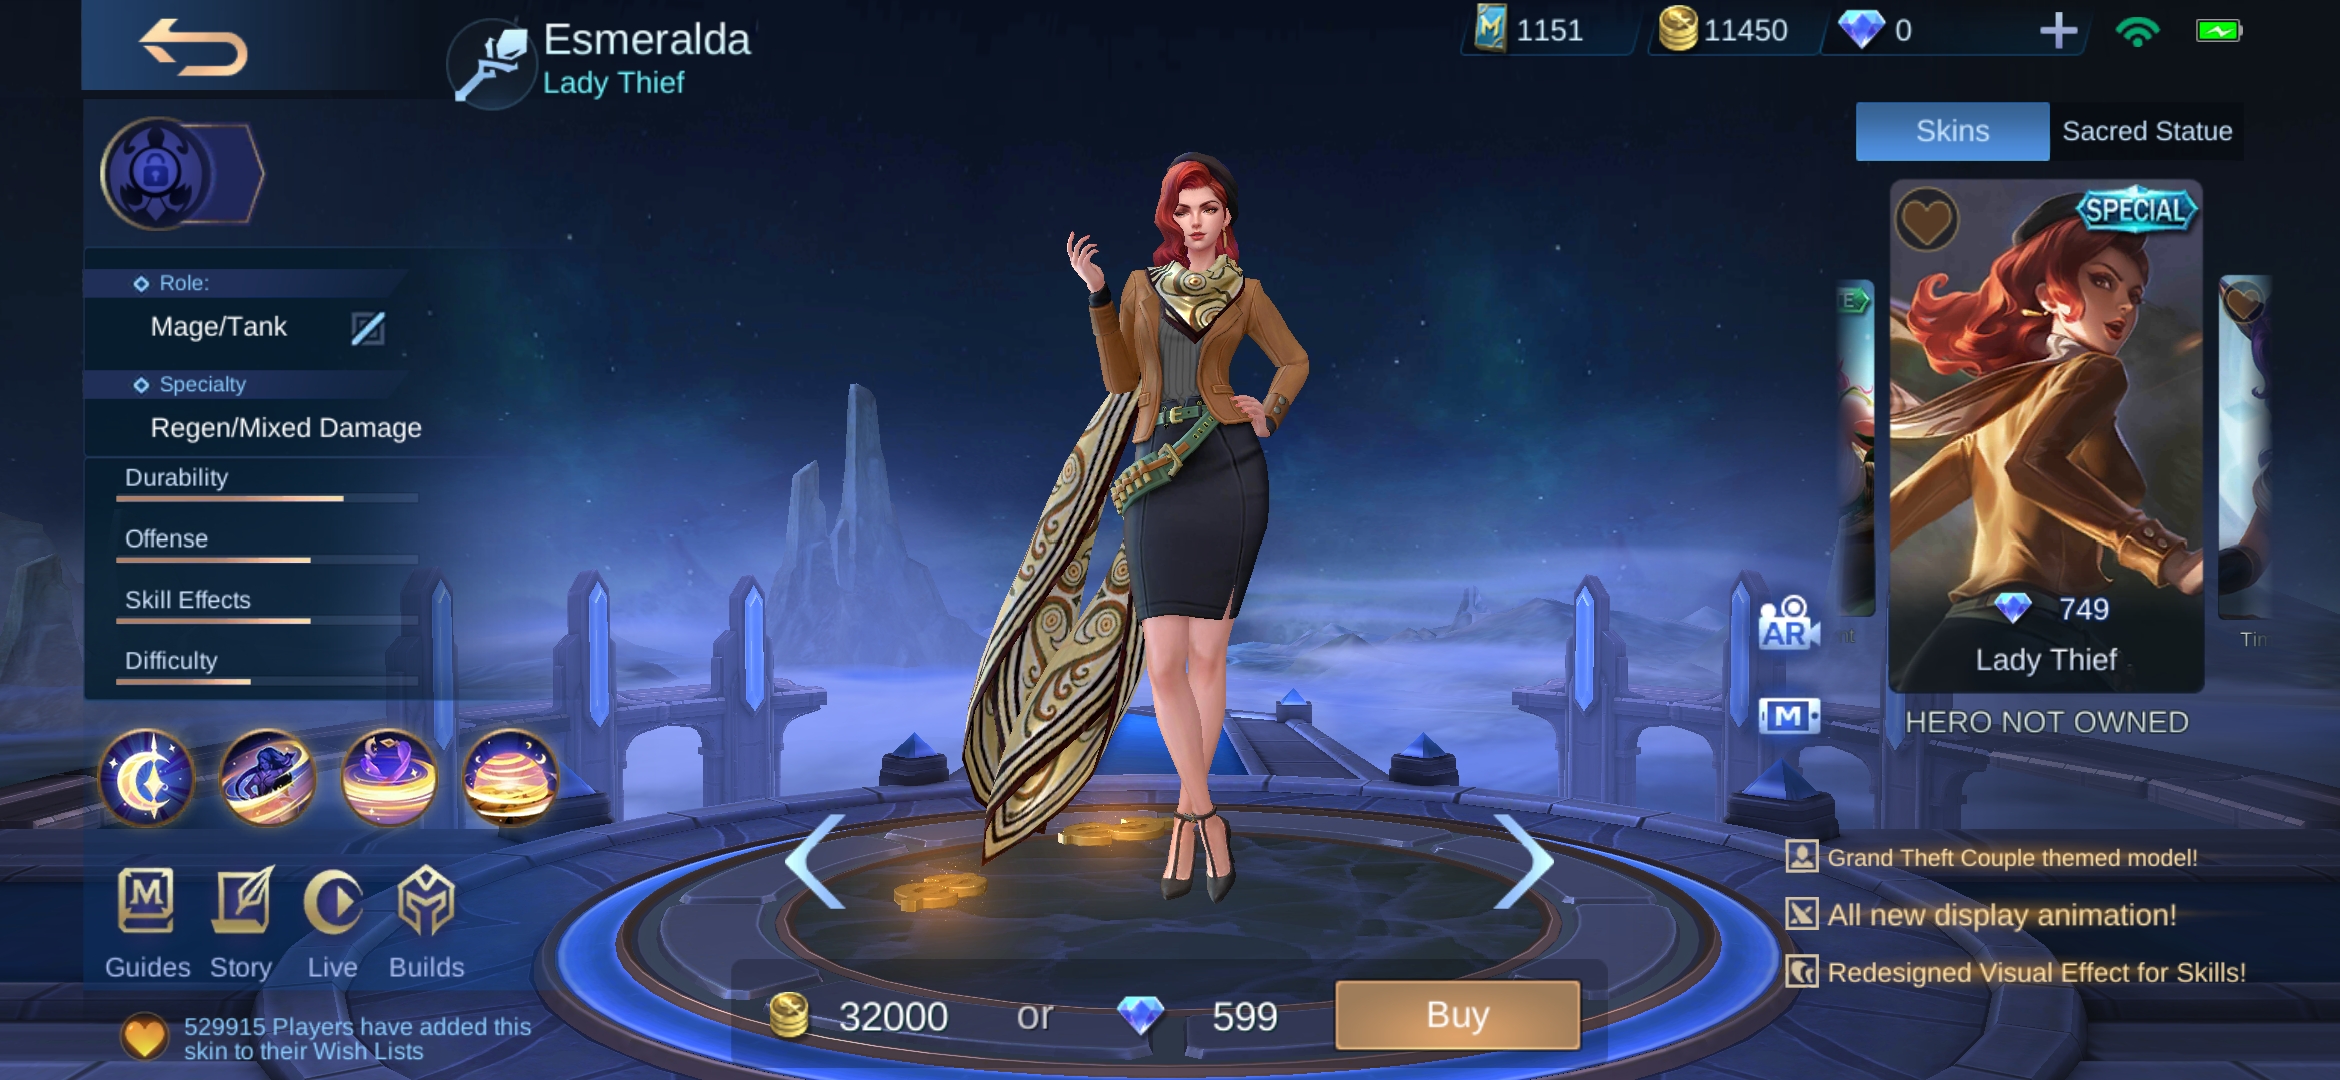 Esmeralda
Lady Thief
M 1151
11450
0
Skins
Sacred Statue
Role:
Mage/Tank
Specialty
Regen/Mixed Damage
Durability
Offense
Skill Effects
Difficulty
SPECIAL
E
749
Lady Thief
nt
Tim
HERO NOT OWNED
AR
M
Grand Theft Couple themed model!
All new display animation!
Redesigned Visual Effect for Skills!
M
Guides
Story
Live
Builds
529915 Players have added this
skin to their Wish Lists
32000 or 599
Buy